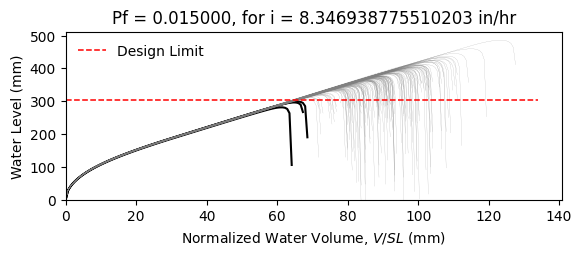 Pf = 0.015000, for i = 8.346938775510203 in/hr
500
400
300
200
100
0
Water Level (mm)
Design Limit
0 20 40 60 80 100 120 140
Normalized Water Volume, V/SL (mm)